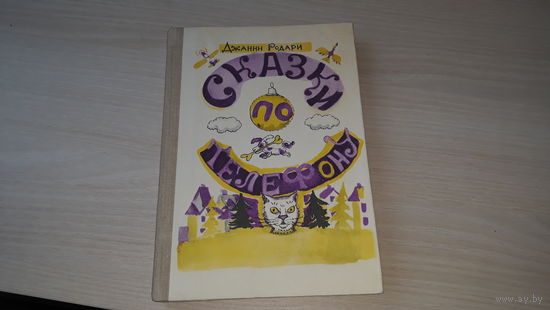 Джанни Родари
СКАЗКИ
ПО
ТЕЛЕФОНУ
www.ay.by